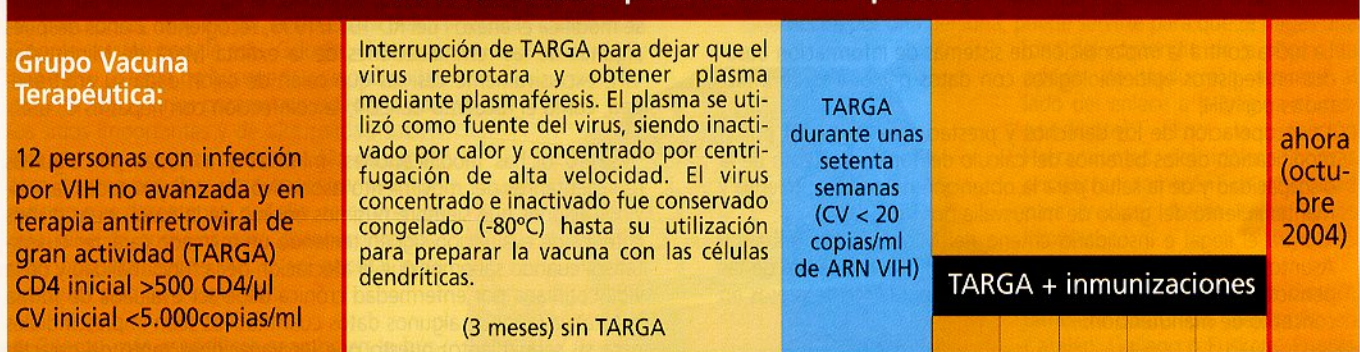 Grupo Vacuna
Terapéutica:
12 personas con infección
por VIH no avanzada y en
terapia antirretroviral de
gran actividad (TARGA)
CD4 inicial >500 CD4/µl
CV inicial <5.000copias/ml
Interrupción de TARGA para dejar que el
virus rebrotara y obtener plasma
mediante plasmaféresis. El plasma se uti-
lizó como fuente del virus, siendo inacti-
vado por calor y concentrado por centri-
fugación de alta velocidad. El virus
concentrado e inactivado fue conservado
congelado (-80ºC) hasta su utilización
para preparar la vacuna con las células
dendríticas.
(3 meses) sin TARGA
TARGA
durante unas
setenta
semanas
(CV < 20
copias/ml
de ARN VIH)
TARGA + inmunizaciones
ahora
(octu-
bre
2004)